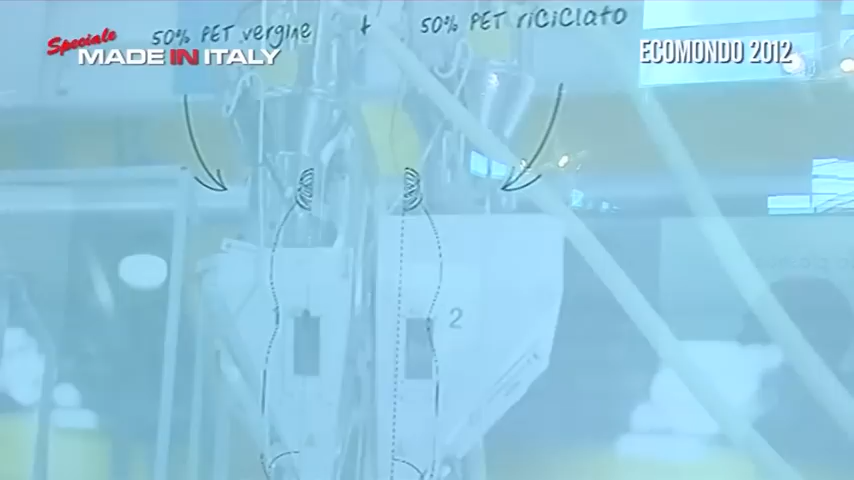 50% PET vergine + 50% PET riciclato
Speciale
MADE IN ITALY
ECOMONDO 2012
2